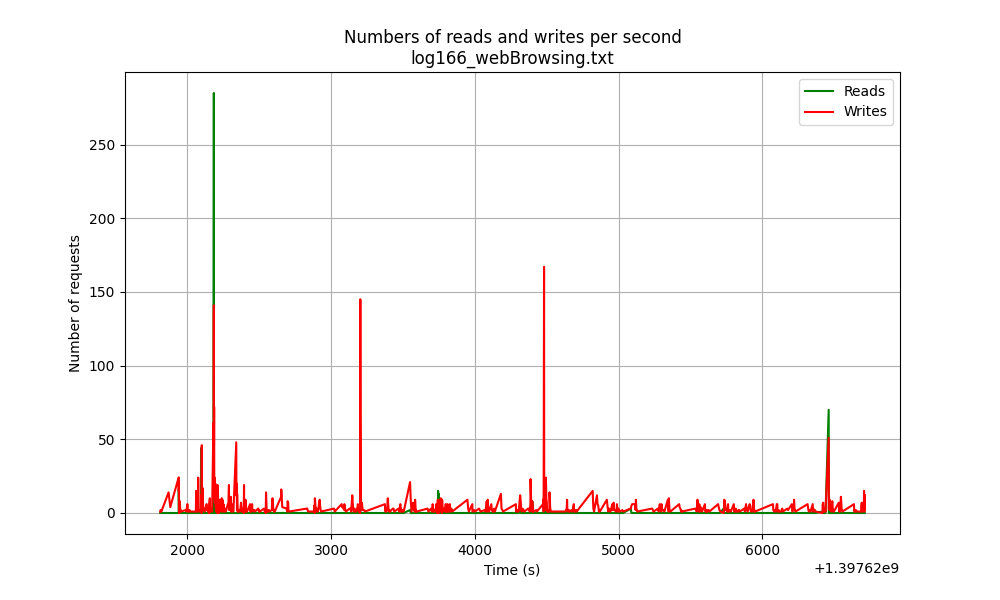 Numbers of reads and writes per second
log166_webBrowsing.txt
Reads
Writes
Number of requests
250
200
150
100
50
0
2000
3000
4000
5000
6000
Time (s)
+1.39762e9